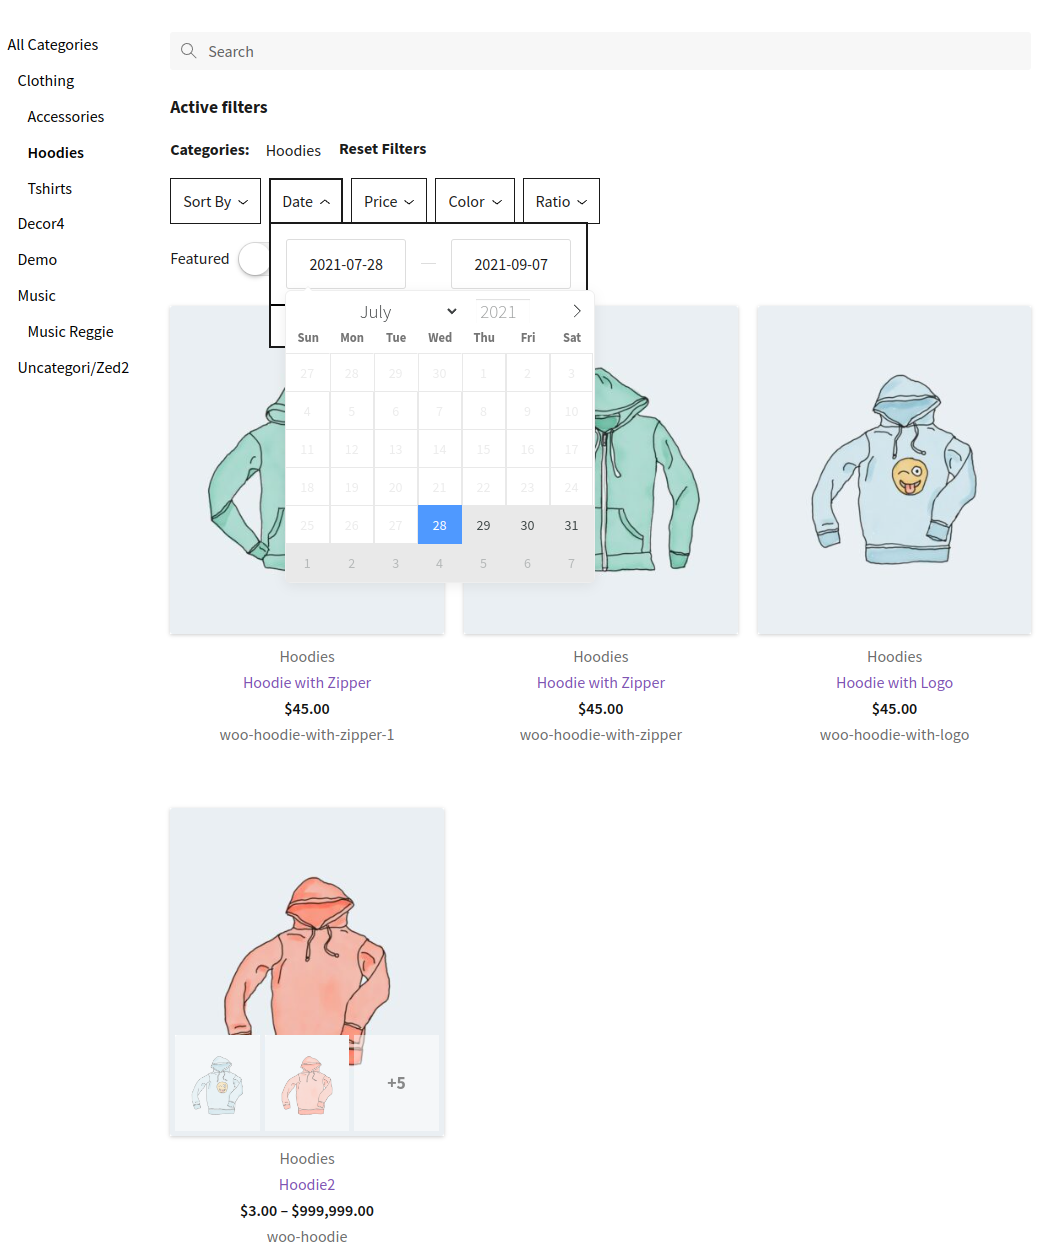 All Categories
Clothing
Accessories
Hoodies
Tshirts
Decor4
Demo
Music
Music Reggie
Uncategori/Zed2
Search
Active filters
Categories: Hoodies Reset Filters
Sort By Date Price Color Ratio
Featured
2021-07-28 — 2021-09-07
July 2021
Sun Mon Tue Wed Thu Fri Sat
27 28 29 30 1 2 3
4 5 6 7 8 9 10
11 12 13 14 15 16 17
18 19 20 21 22 23 24
25 26 27 28 29 30 31
1 2 3 4 5 6 7
Hoodies
Hoodie with Zipper
$45.00
woo-hoodie-with-zipper-1
Hoodies
Hoodie with Zipper
$45.00
woo-hoodie-with-zipper
Hoodies
Hoodie with Logo
$45.00
woo-hoodie-with-logo
+5
Hoodies
Hoodie2
$3.00 – $999,999.00
woo-hoodie